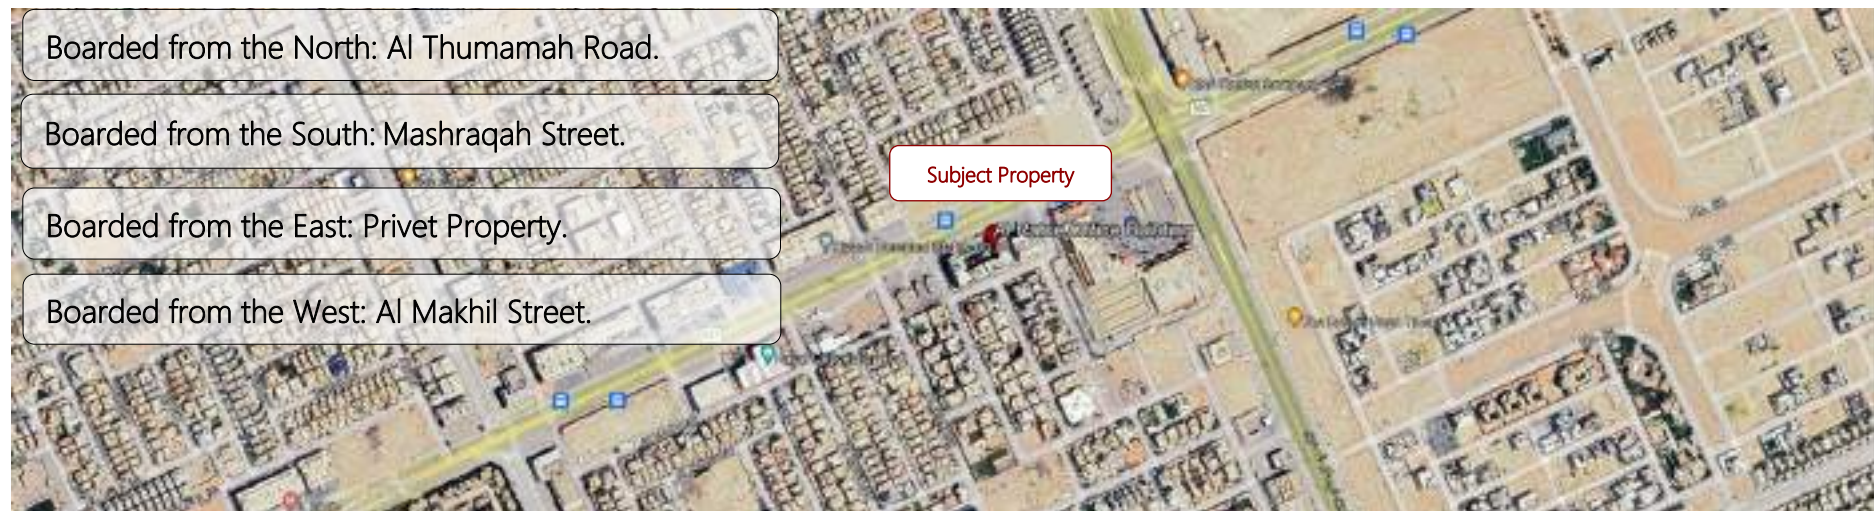 Boarded from the North: Al Thumamah Road.
Boarded from the South: Mashraqah Street.
Subject Property
Boarded from the East: Privet Property.
Boarded from the West: Al Makhil Street.